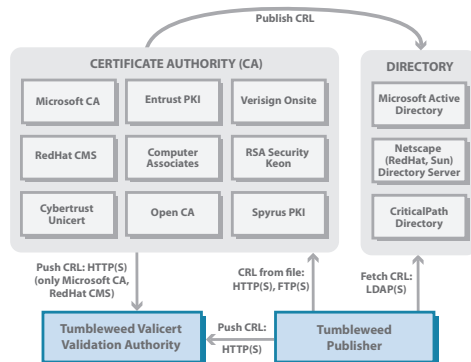 Publish CRL
CERTIFICATE AUTHORITY (CA)
Microsoft CA
Entrust PKI
Verisign Onsite
RedHat CMS
Computer
Associates
RSA Security
Keon
Cybertrust
Unicert
Open CA
Spyrus PKI
DIRECTORY
Microsoft Active
Directory
Netscape
(RedHat, Sun)
Directory Server
CriticalPath
Directory
Push CRL: HTTP(S)
(only Microsoft CA,
RedHat CMS)
CRL from file:
HTTP(S), FTP(S)
Fetch CRL:
LDAP(S)
Tumbleweed Valicert
Validation Authority
Push CRL:
HTTP(S)
Tumbleweed
Publisher